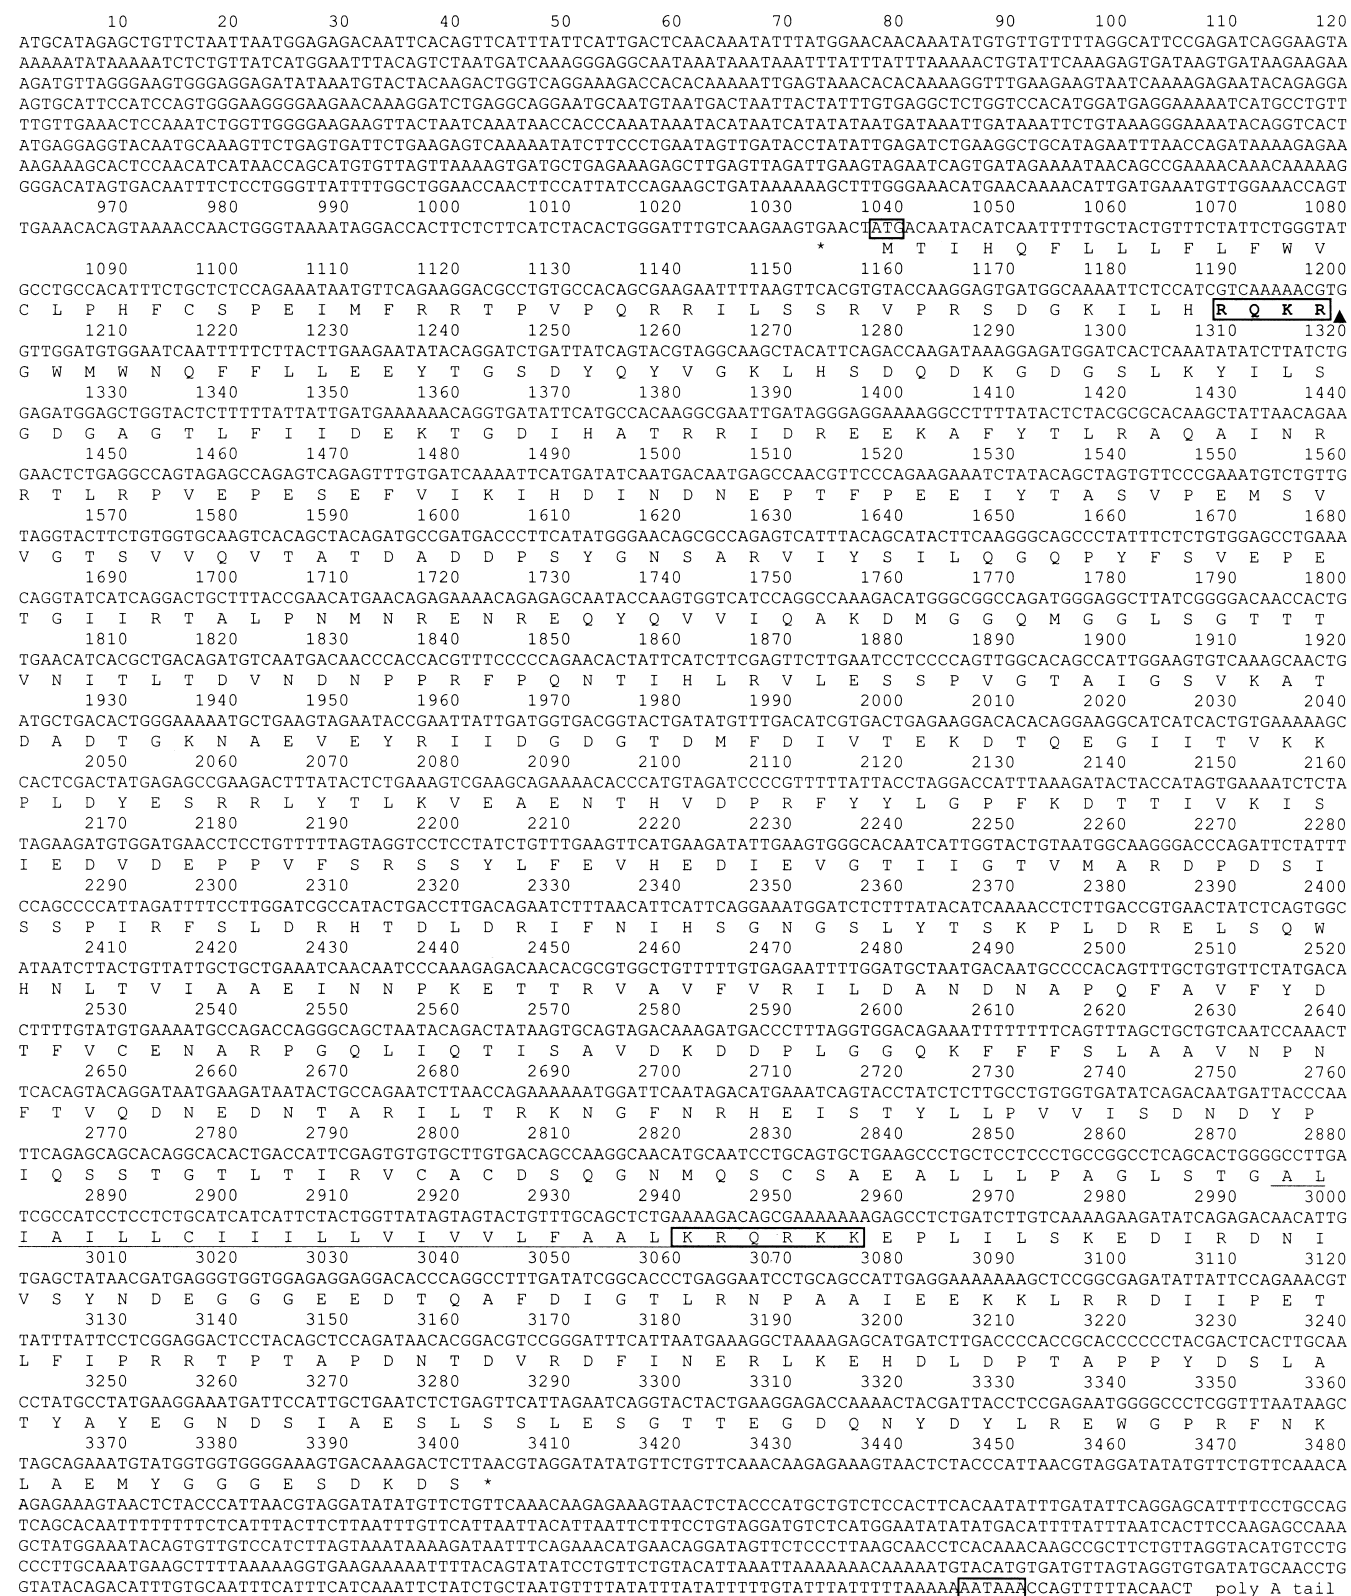 10 20 30 40 50 60 70 80 90 100 110 120
ATGCATAGAGCTGTTCTAATTAATGGAGAGACAATTCACAGTTCATTTATTCATTGACTCAACAAATATTTATGGAACAACAAATATGTGTTGTTTTAGGCATTCCGAGATCAGGAAGTA
AAAAATATAAAAATCTCTGTTATCATGGAATTTACAGTCTAATGATCAAAGGGAGGCAATAAATAAATAAATTTATTTATTTAAAAACTGTATTCAAAGAGTGATAAGTGATAAGAAGAA
AGATGTTAGGGAAGTGGGAGGAGATATAAATGTACTACAAGACTGGTCAGGAAAGACCACACAAAAATTGAGTAAACACACAAAAGGTTTGAAGAAGTAATCAAAAGAGAATACAGAGGA
AGTGCATTCCATCCAGTGGGAAGGGGAAGAACAAAGGATCTGAGGCAGGAATGCAATGTAATGACTAATTACTATTTGTGAGGCTCTGGTCCACATGGATGAGGAAAAATCATGCCTGTT
TTGTTGAAACTCCAAATCTGGTTGGGGAAGAAGTTACTAATCAAATAACCACCCAAATAAATACATAATCATATATAATGATAAATTGATAAATTCTGTAAAGGGAAAATACAGGTCACT
ATGAGGAGGTACAATGCAAAGTTCTGAGTGATTCTGAAGAGTCAAAAATATCTTCCCTGAATAGTTGATACCTATATTGAGATCTGAAGGCTGCATAGAATTTAACCAGATAAAAGAGAA
AAGAAAGCACTCCAACATCATAACCAGCATGTGTTAGTTAAAAGTGATGCTGAGAAAGAGCTTGAGTTAGATTGAAGTAGAATCAGTGATAGAAAATAACAGCCGAAAACAAACAAAAAG
GGGACATAGTGACAATTTCTCCTGGGTTATTTTGGCTGGAACCAACTTCCATTATCCAGAAGCTGATAAAAAAGCTTTGGGAAACATGAACAAAACATTGATGAAATGTTGGAAACCAGT
970 980 990 1000 1010 1020 1030 1040 1050 1060 1070 1080
TGAAACACAGTAAAACCAACTGGGTAAAATAGGACCACTTCTCTTCATCTACACTGGGATTTGTCAAGAAGTGAACTATGACAATACATCAATTTTTGCTACTGTTTCTATTCTGGGTAT
* M T I H Q F L L L F L F W V
1090 1100 1110 1120 1130 1140 1150 1160 1170 1180 1190 1200
GCCTGCCACATTTCTGCTCTCCAGAAATAATGTTCAGAAGGACGCCTGTGCCACAGCGAAGAATTTTAAGTTCACGTGTACCAAGGAGTGATGGCAAAATTCTCCATCGTCAAAAACGTG
C L P H F C S P E I M F R R T P V P Q R R I L S S R V P R S D G K I L H R Q K R ▲
1210 1220 1230 1240 1250 1260 1270 1280 1290 1300 1310 1320
GTTGGATGTGGAATCAATTTTTCTTACTTGAAGAATATACAGGATCTGATTATCAGTACGTAGGCAAGCTACATTCAGACCAAGATAAAGGAGATGGATCACTCAAATATATCTTATCTG
G W M W N Q F F L L E E Y T G S D Y Q Y V G K L H S D Q D K G D G S L K Y I L S
1330 1340 1350 1360 1370 1380 1390 1400 1410 1420 1430 1440
GAGATGGAGCTGGTACTCTTTTTATTATTGATGAAAAAACAGGTGATATTCATGCCACAAGGCGAATTGATAGGGAGGAAAAGGCCTTTTATACTCTACGCGCACAAGCTATTAACAGAA
G D G A G T L F I I D E K T G D I H A T R R I D R E E K A F Y T L R A Q A I N R
1450 1460 1470 1480 1490 1500 1510 1520 1530 1540 1550 1560
GAACTCTGAGGCCAGTAGAGCCAGAGTCAGAGTTTGTGATCAAAATTCATGATATCAATGACAATGAGCCAACGTTCCCAGAAGAAATCTATACAGCTAGTGTTCCCGAAATGTCTGTTG
R T L R P V E P E S E F V I K I H D I N D N E P T F P E E I Y T A S V P E M S V
1570 1580 1590 1600 1610 1620 1630 1640 1650 1660 1670 1680
TAGGTACTTCTGTGGTGCAAGTCACAGCTACAGATGCCGATGACCCTTCATATGGGAACAGCGCCAGAGTCATTTACAGCATACTTCAAGGGCAGCCCTATTTCTCTGTGGAGCCTGAAA
V G T S V V Q V T A T D A D D P S Y G N S A R V I Y S I L Q G Q P Y F S V E P E
1690 1700 1710 1720 1730 1740 1750 1760 1770 1780 1790 1800
CAGGTATCATCAGGACTGCTTTACCGAACATGAACAGAGAAAACAGAGAGCAATACCAAGTGGTCATCCAGGCCAAAGACATGGGCGGCCAGATGGGAGGCTTATCGGGGACAACCACTG
T G I I R T A L P N M N R E N R E Q Y Q V V I Q A K D M G G Q M G G L S G T T T
1810 1820 1830 1840 1850 1860 1870 1880 1890 1900 1910 1920
TGAACATCACGCTGACAGATGTCAATGACAACCCACCACGTTTCCCCCAGAACACTATTCATCTTCGAGTTCTTGAATCCTCCCCAGTTGGCACAGCCATTGGAAGTGTCAAAGCAACTG
V N I T L T D V N D N P P R F P Q N T I H L R V L E S S P V G T A I G S V K A T
1930 1940 1950 1960 1970 1980 1990 2000 2010 2020 2030 2040
ATGCTGACACTGGGAAAAATGCTGAAGTAGAATACCGAATTATTGATGGTGACGGTACTGATATGTTTGACATCGTGACTGAGAAGGACACACAGGAAGGCATCATCACTGTGAAAAAGC
D A D T G K N A E V E Y R I I D G D G T D M F D I V T E K D T Q E G I I T V K K
2050 2060 2070 2080 2090 2100 2110 2120 2130 2140 2150 2160
CACTCGACTATGAGAGCCGAAGACTTTATACTCTGAAAGTCGAAGCAGAAAACACCCATGTAGATCCCCGTTTTTATTACCTAGGACCATTTAAAGATACTACCATAGTGAAAATCTCTA
P L D Y E S R R L Y T L K V E A E N T H V D P R F Y Y L G P F K D T T I V K I S
2170 2180 2190 2200 2210 2220 2230 2240 2250 2260 2270 2280
TAGAAGATGTGGATGAACCTCCTGTTTTTAGTAGGTCCTCCTATCTGTTTGAAGTTCATGAAGATATTGAAGTGGGCACAATCATTGGTACTGTAATGGCAAGGGACCCAGATTCTATTT
I E D V D E P P V F S R S S Y L F E V H E D I E V G T I I G T V M A R D P D S I
2290 2300 2310 2320 2330 2340 2350 2360 2370 2380 2390 2400
CCAGCCCCATTAGATTTTCCTTGGATCGCCATACTGACCTTGACAGAATCTTTAACATTCATTCAGGAAATGGATCTCTTTATACATCAAAACCTCTTGACCGTGAACTATCTCAGTGGC
S S P I R F S L D R H T D L D R I F N I H S G N G S L Y T S K P L D R E L S Q W
2410 2420 2430 2440 2450 2460 2470 2480 2490 2500 2510 2520
ATAATCTTACTGTTATTGCTGCTGAAATCAACAATCCCAAAGAGACAACACGCGTGGCTGTTTTTGTGAGAATTTTGGATGCTAATGACAATGCCCCACAGTTTGCTGTGTTCTATGACA
H N L T V I A A E I N N P K E T T R V A V F V R I L D A N D N A P Q F A V F Y D
2530 2540 2550 2560 2570 2580 2590 2600 2610 2620 2630 2640
CTTTTGTATGTGAAAATGCCAGACCAGGGCAGCTAATACAGACTATAAGTGCAGTAGACAAAGATGACCCTTTAGGTGGACAGAAATTTTTTTTCAGTTTAGCTGCTGTCAATCCAAACT
T F V C E N A R P G Q L I Q T I S A V D K D D P L G G Q K F F F S L A A V N P N
2650 2660 2670 2680 2690 2700 2710 2720 2730 2740 2750 2760
TCACAGTACAGGATAATGAAGATAATACTGCCAGAATCTTAACCAGAAAAAATGGATTCAATAGACATGAAATCAGTACCTATCTCTTGCCTGTGGTGATATCAGACAATGATTACCCAA
F T V Q D N E D N T A R I L T R K N G F N R H E I S T Y L L P V V I S D N D Y P
2770 2780 2790 2800 2810 2820 2830 2840 2850 2860 2870 2880
TTCAGAGCAGCACAGGCACACTGACCATTCGAGTGTGTGCTTGTGACAGCCAAGGCAACATGCAATCCTGCAGTGCTGAAGCCCTGCTCCTCCCTGCCGGCCTCAGCACTGGGGCCTTGA
I Q S S T G T L T I R V C A C D S Q G N M Q S C S A E A L L L P A G L S T G A L
2890 2900 2910 2920 2930 2940 2950 2960 2970 2980 2990 3000
TCGCCATCCTCCTCTGCATCATCATTCTACTGGTTATAGTAGTACTGTTTGCAGCTCTGAAAAGACAGCGAAAAAAAGAGCCTCTGATCTTGTCAAAAGAAGATATCAGAGACAACATTG
I A I L L C I I I L L V I V V L F A A L K R Q R K K E P L I L S K E D I R D N I
3010 3020 3030 3040 3050 3060 3070 3080 3090 3100 3110 3120
TGAGCTATAACGATGAGGGTGGTGGAGAGGAGGACACCCAGGCCTTTGATATCGGCACCCTGAGGAATCCTGCAGCCATTGAGGAAAAAAAGCTCCGGCGAGATATTATTCCAGAAACGT
V S Y N D E G G G E E D T Q A F D I G T L R N P A A I E E K K L R R D I I P E T
3130 3140 3150 3160 3170 3180 3190 3200 3210 3220 3230 3240
TATTTATTCCTCGGAGGACTCCTACAGCTCCAGATAACACGGACGTCCGGGATTTCATTAATGAAAGGCTAAAAGAGCATGATCTTGACCCCACCGCACCCCCCTACGACTCACTTGCAA
L F I P R R T P T A P D N T D V R D F I N E R L K E H D L D P T A P P Y D S L A
3250 3260 3270 3280 3290 3300 3310 3320 3330 3340 3350 3360
CCTATGCCTATGAAGGAAATGATTCCATTGCTGAATCTCTGAGTTCATTAGAATCAGGTACTACTGAAGGAGACCAAAACTACGATTACCTCCGAGAATGGGGCCCTCGGTTTAATAAGC
T Y A Y E G N D S I A E S L S S L E S G T T E G D Q N Y D Y L R E W G P R F N K
3370 3380 3390 3400 3410 3420 3430 3440 3450 3460 3470 3480
TAGCAGAAATGTATGGTGGTGGGGAAAGTGACAAAGACTCTTAACGTAGGATATATGTTCTGTTCAAACAAGAGAAAGTAACTCTACCCATTAACGTAGGATATATGTTCTGTTCAAACA
L A E M Y G G G E S D K D S *
AGAGAAAGTAACTCTACCCATTAACGTAGGATATATGTTCTGTTCAAACAAGAGAAAGTAACTCTACCCATGCTGTCTCCACTTCACAATATTTGATATTCAGGAGCATTTTCCTGCCAG
TCAGCACAATTTTTTTTCTCATTTACTTCTTAATTTGTTCATTAATTACATTAATTCTTTCCTGTAGGATGTCTCATGGAATATATATGACATTTTATTTAATCACTTCCAAGAGCCAAA
GCTATGGAAATACAGTGTTGTCCATCTTAGTAAATAAAAGATAATTTCAGAAACATGAACAGGATAGTTCTCCCTTAAGCAACCTCACAAACAAGCCGCTTCTGTTAGGTACATGTCCTG
CCCTTGCAAATGAAGCTTTTAAAAAGGTGAAGAAAAATTTTACAGTATATCCTGTTCTGTACATTAAATTAAAAAACAAAAATGTACATGTGATGTTAGTAGGTGTGATATGCAACCTG
GTATACAGACATTTGTGCAATTTCATTTCATCAAATTCTATCTGCTAATGTTTTATATTTATATTTTTGTATTTATTTTTAAAAAAATAAACCAGTTTTTACAACT poly tail